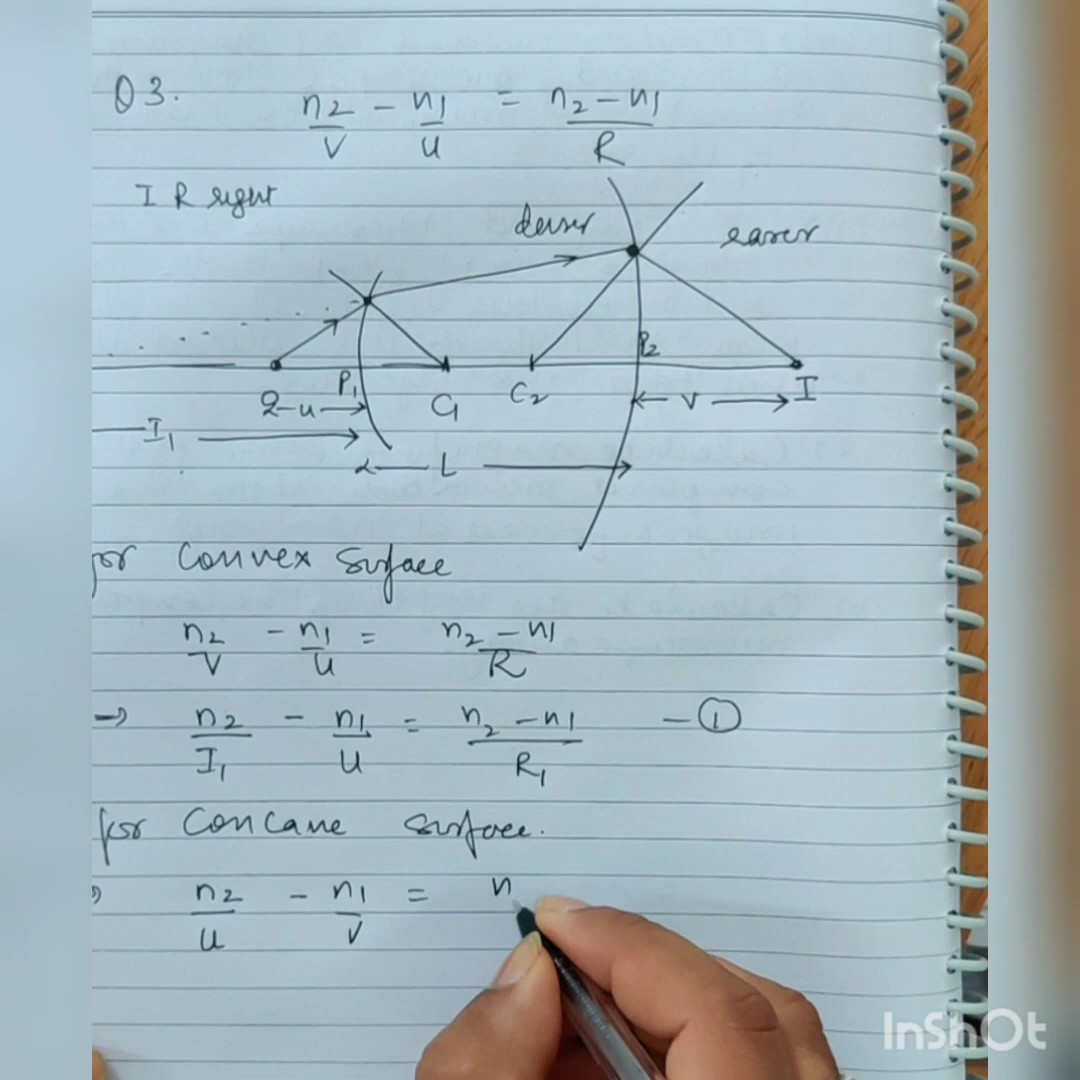 Q3.
n2/v - n1/u = n2 - n1/R
I R right
denser
rarer
P1
P2
C1
C2
u
v
I
I1
L
for Convex Surface
n2/v - n1/u = n2 - n1/R
⇒ n2/I1 - n1/u = n2 - n1/R1 - ①
for Concave surface.
⇒ n2/u - n1/v = n
InShOt